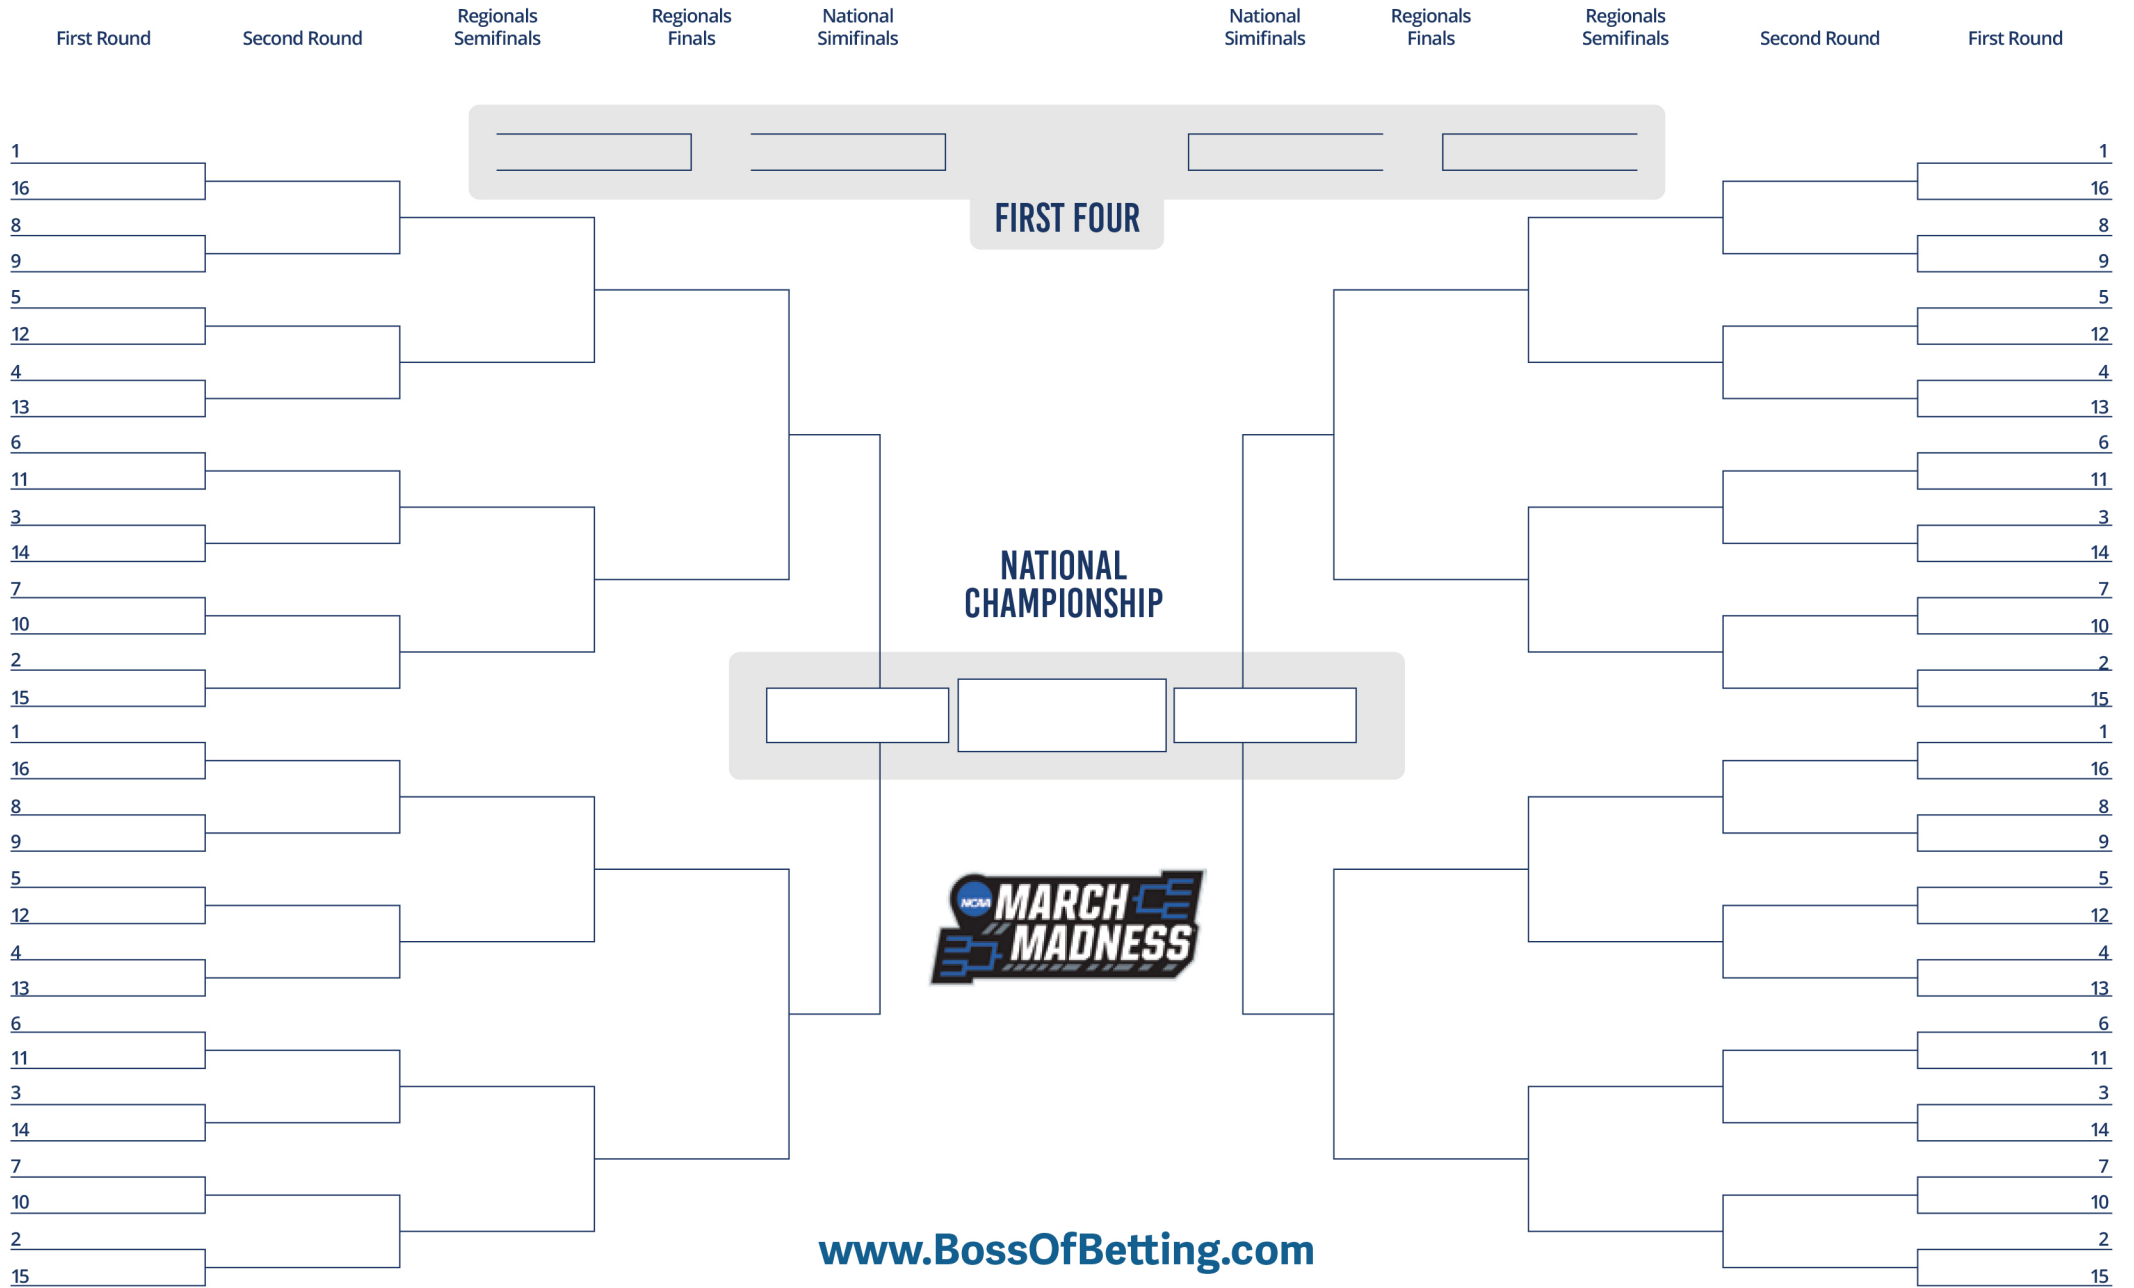 First Round
Second Round
Regionals
Semifinals
Regionals
Finals
National
Simifinals
National
Simifinals
Regionals
Finals
Regionals
Semifinals
Second Round
First Round
FIRST FOUR
1
16
8
9
5
12
4
13
6
11
3
14
7
10
2
15
1
16
8
9
5
12
4
13
6
11
3
14
7
10
2
15
NATIONAL
CHAMPIONSHIP
NCAA
MARCH
MADNESS
www.BossOfBetting.com
1
16
8
9
5
12
4
13
6
11
3
14
7
10
2
15
1
16
8
9
5
12
4
13
6
11
3
14
7
10
2
15